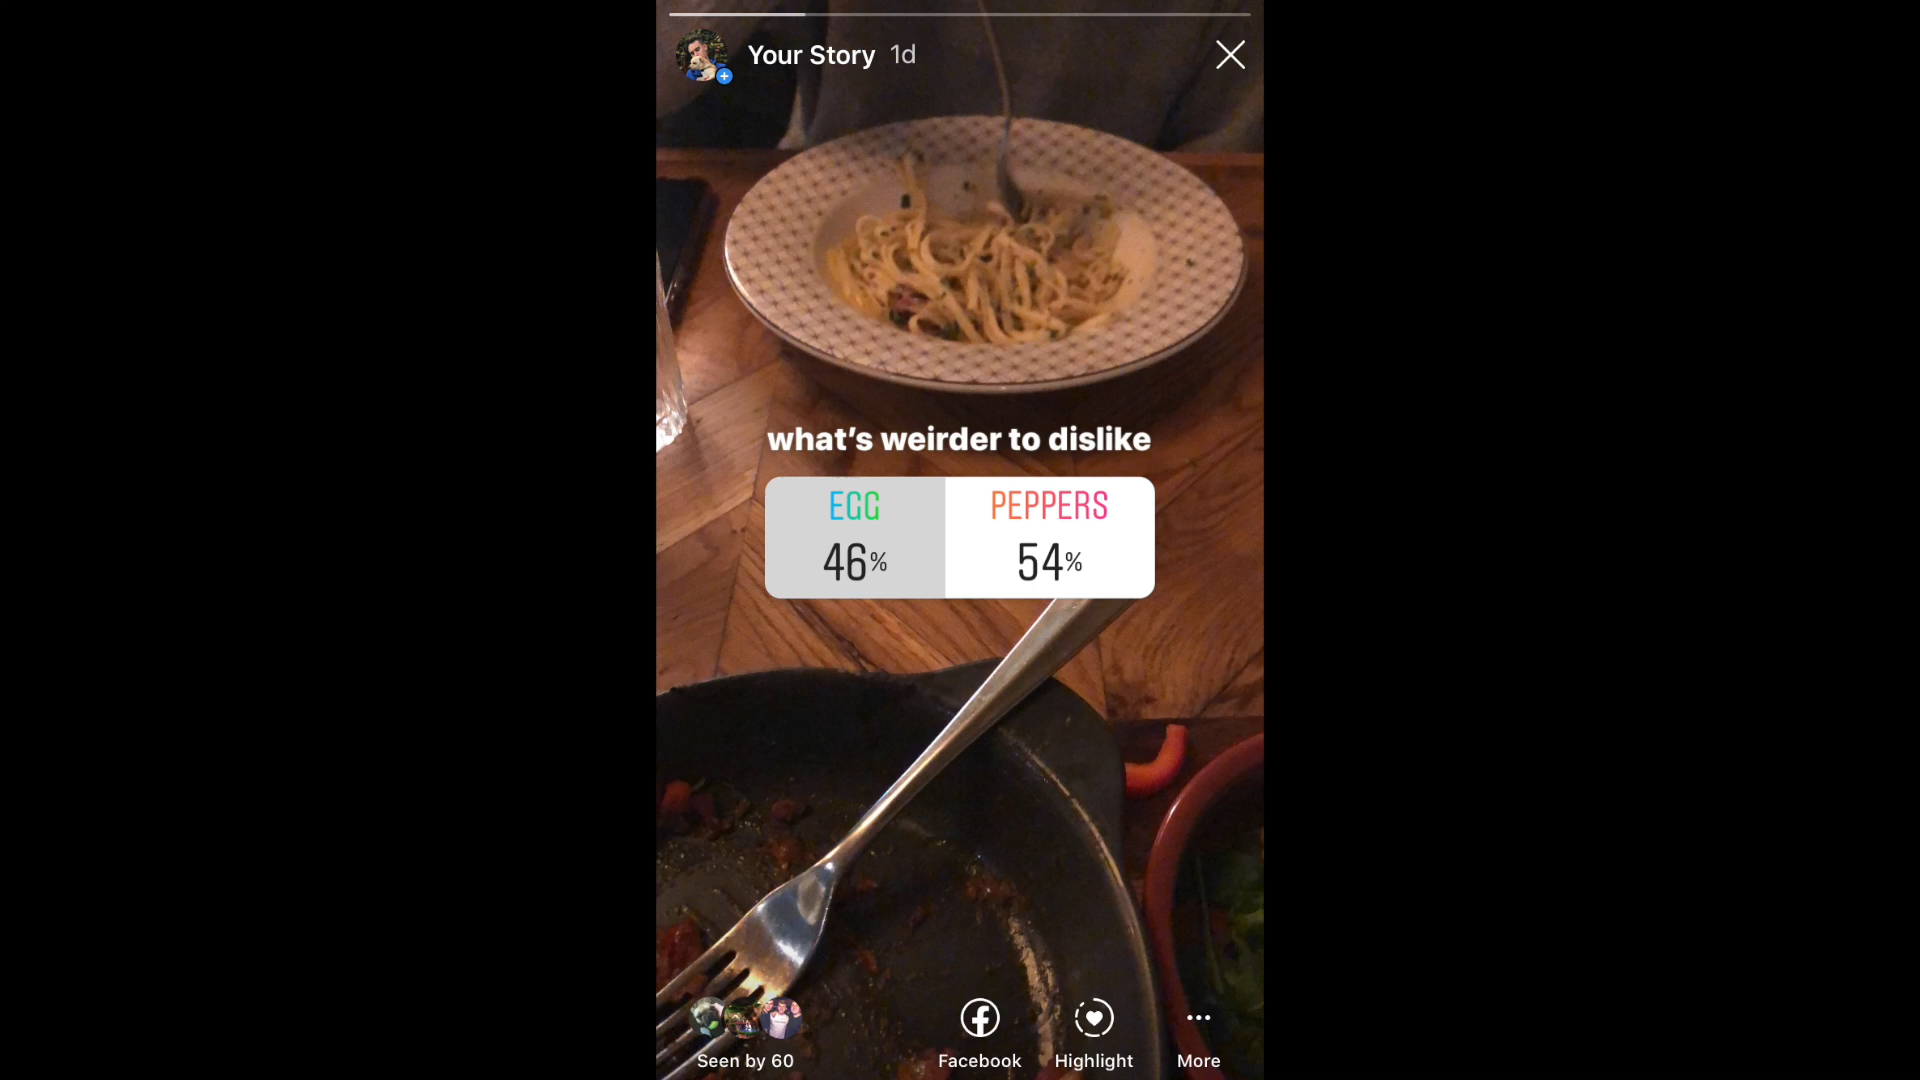 Your Story 1d
what's weirder to dislike
EGG PEPPERS
46% 54%
Seen by 60 Facebook Highlight More